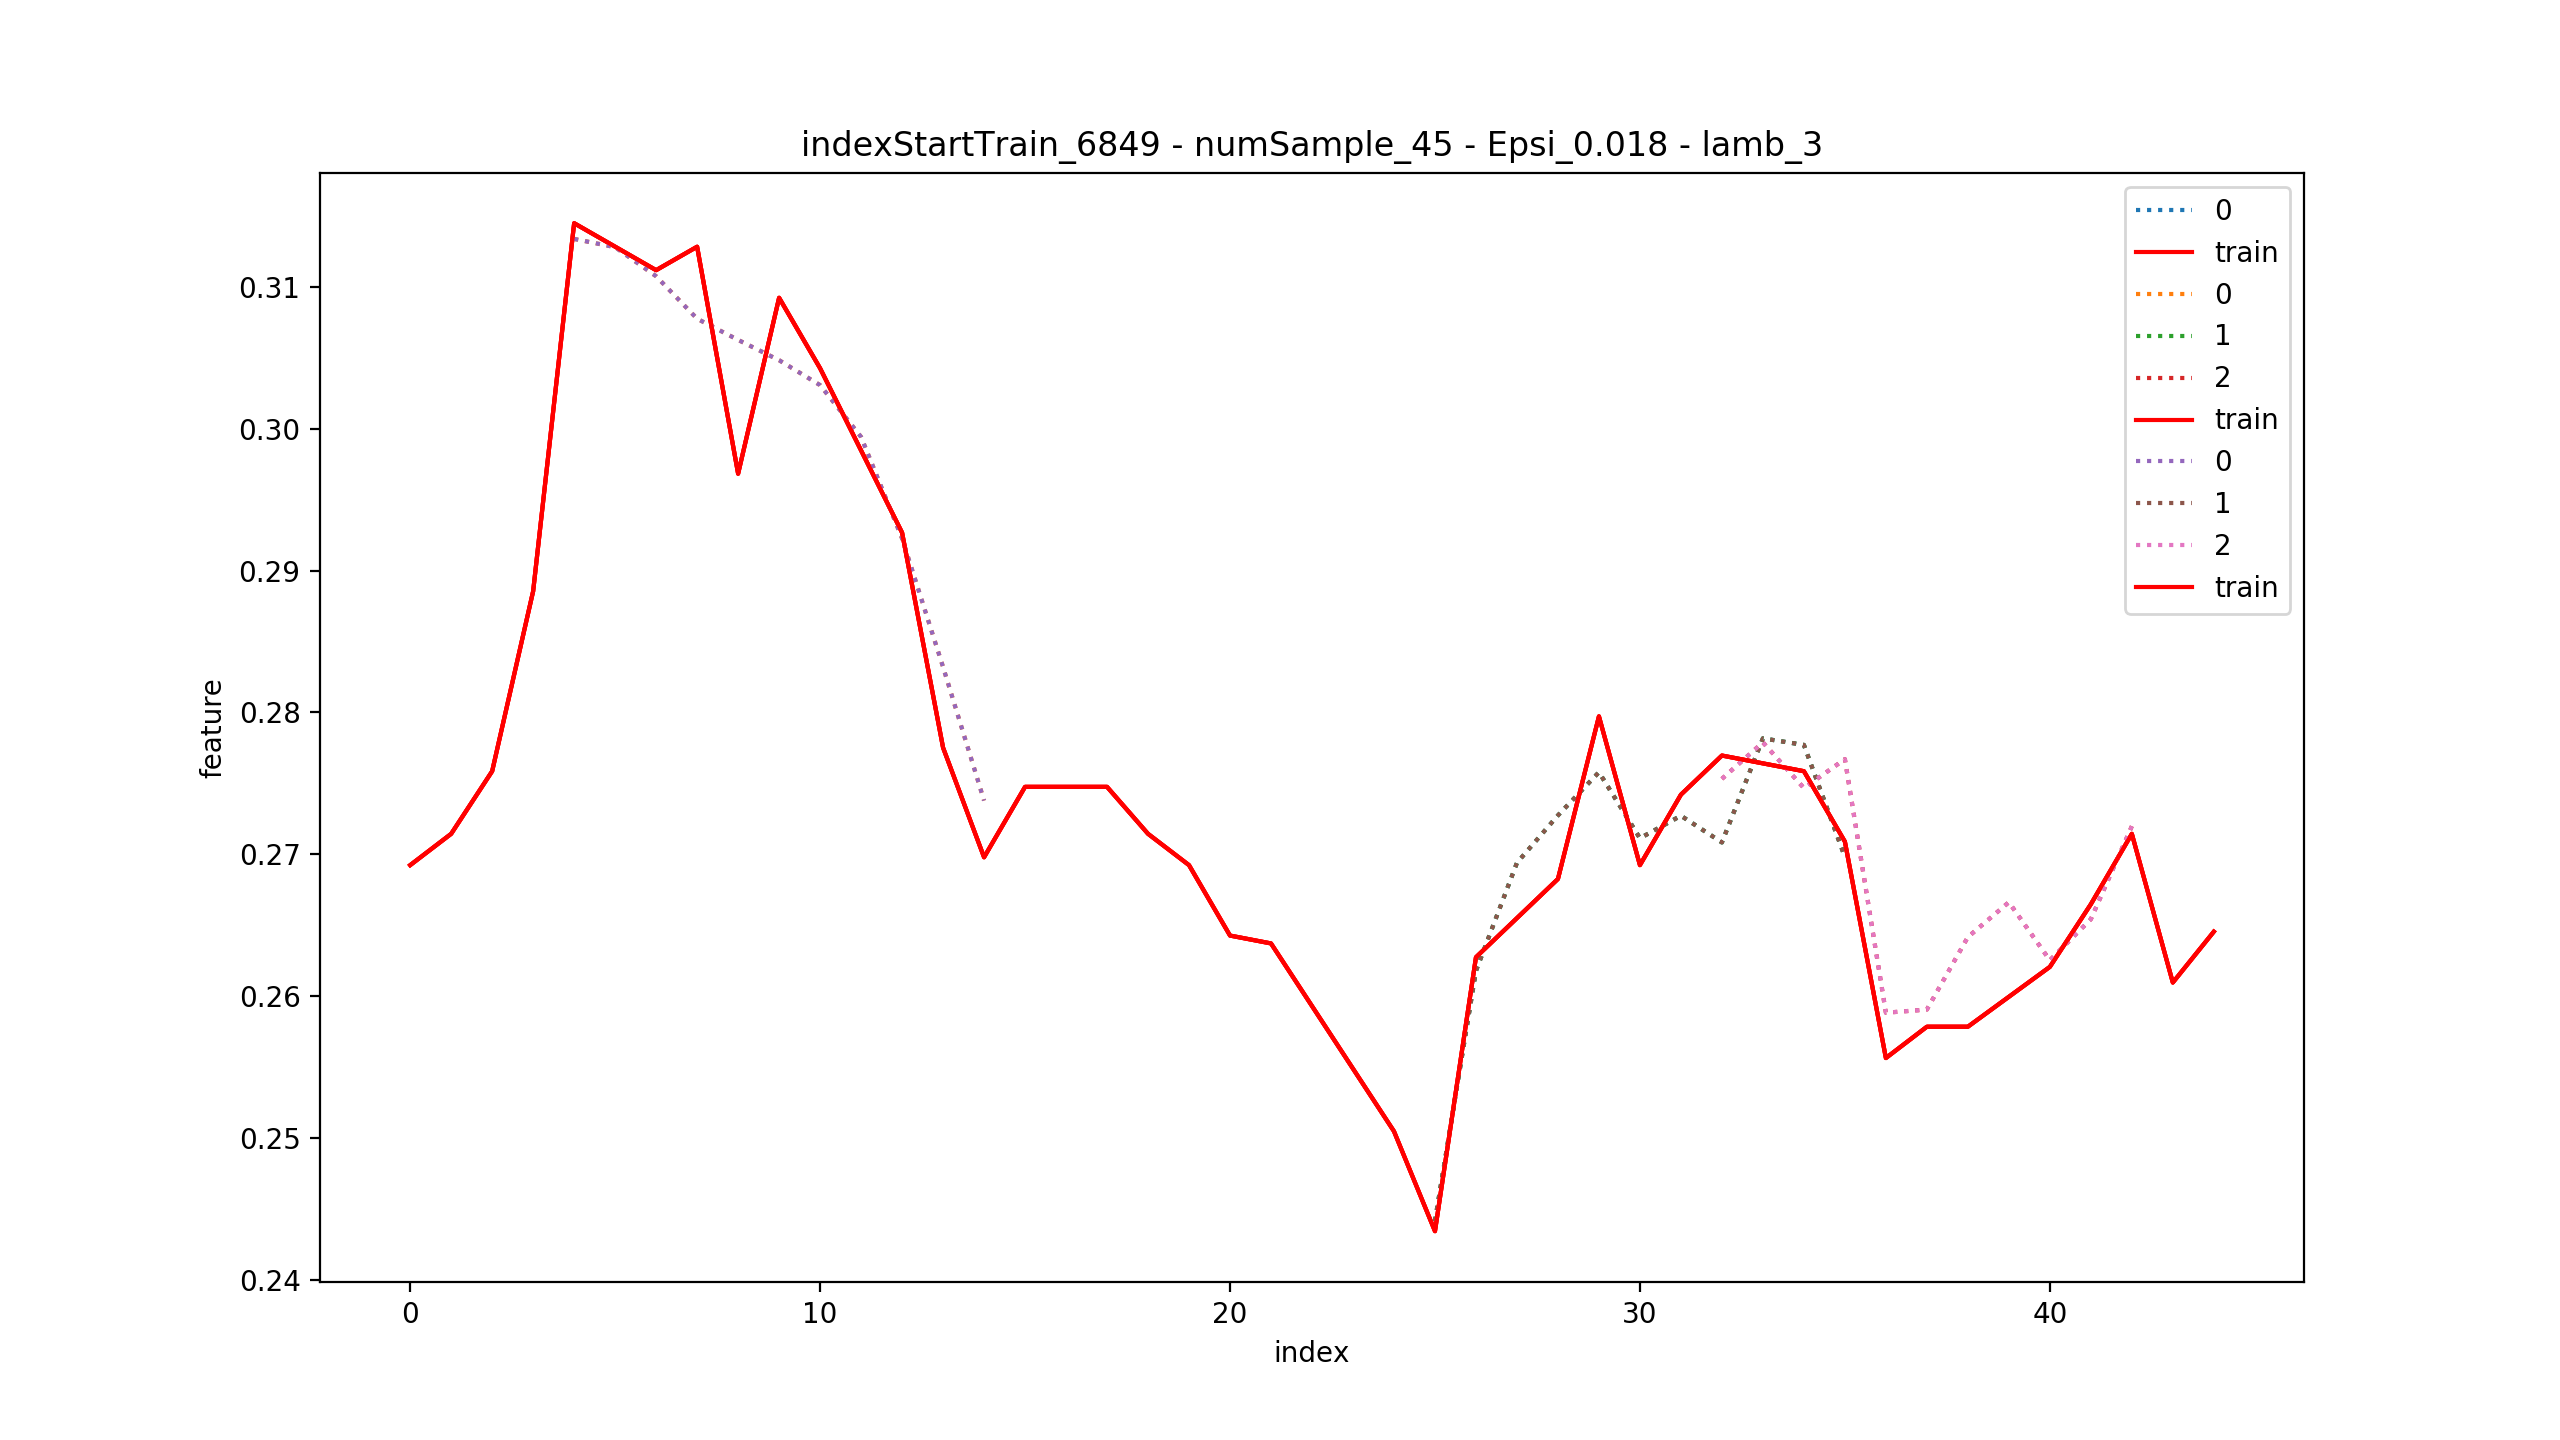 indexStartTrain_6849 - numSample_45 - Epsi_0.018 - lamb_3
0
train
0
1
2
train
0
1
2
train
0.31
0.30
0.29
0.28
0.27
0.26
0.25
0.24
feature
0 10 20 30 40
index